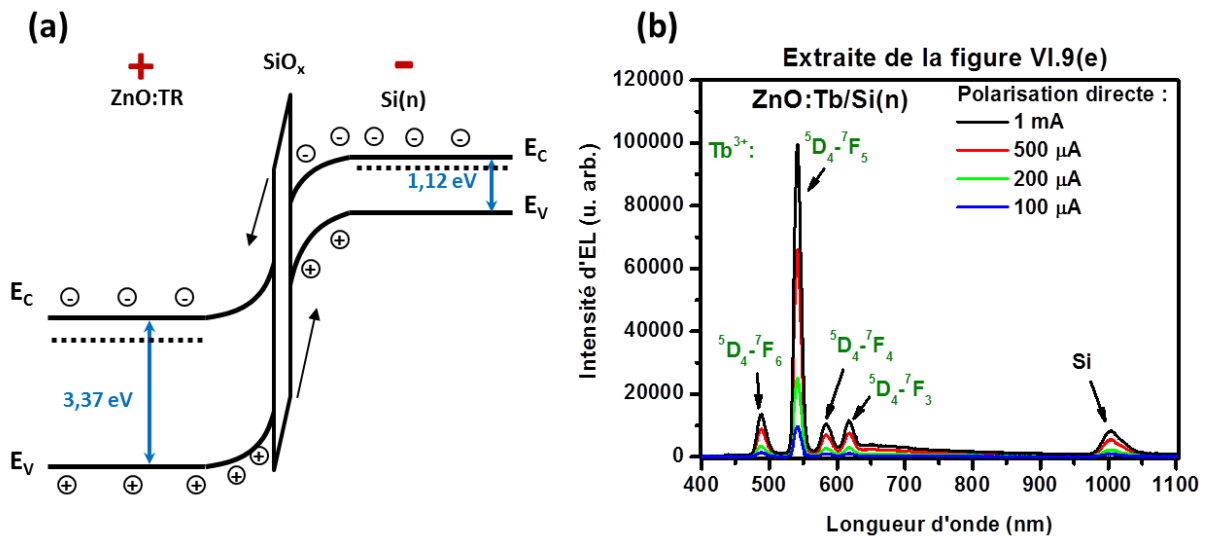 (a)
+
-
ZnO:TR
SiOx
Si(n)
EC
1,12 eV
EV
EC
3,37 eV
EV
(b)
Extraite de la figure VI.9(e)
ZnO:Tb/Si(n)
Polarisation directe :
1 mA
500 μA
200 μA
100 μA
Tb3+:
5D4-7F5
5D4-7F6
5D4-7F4
5D4-7F3
Si
Intensité d'EL (u. arb.)
120000
100000
80000
60000
40000
20000
0
400 500 600 700 800 900 1000 1100
Longueur d'onde (nm)